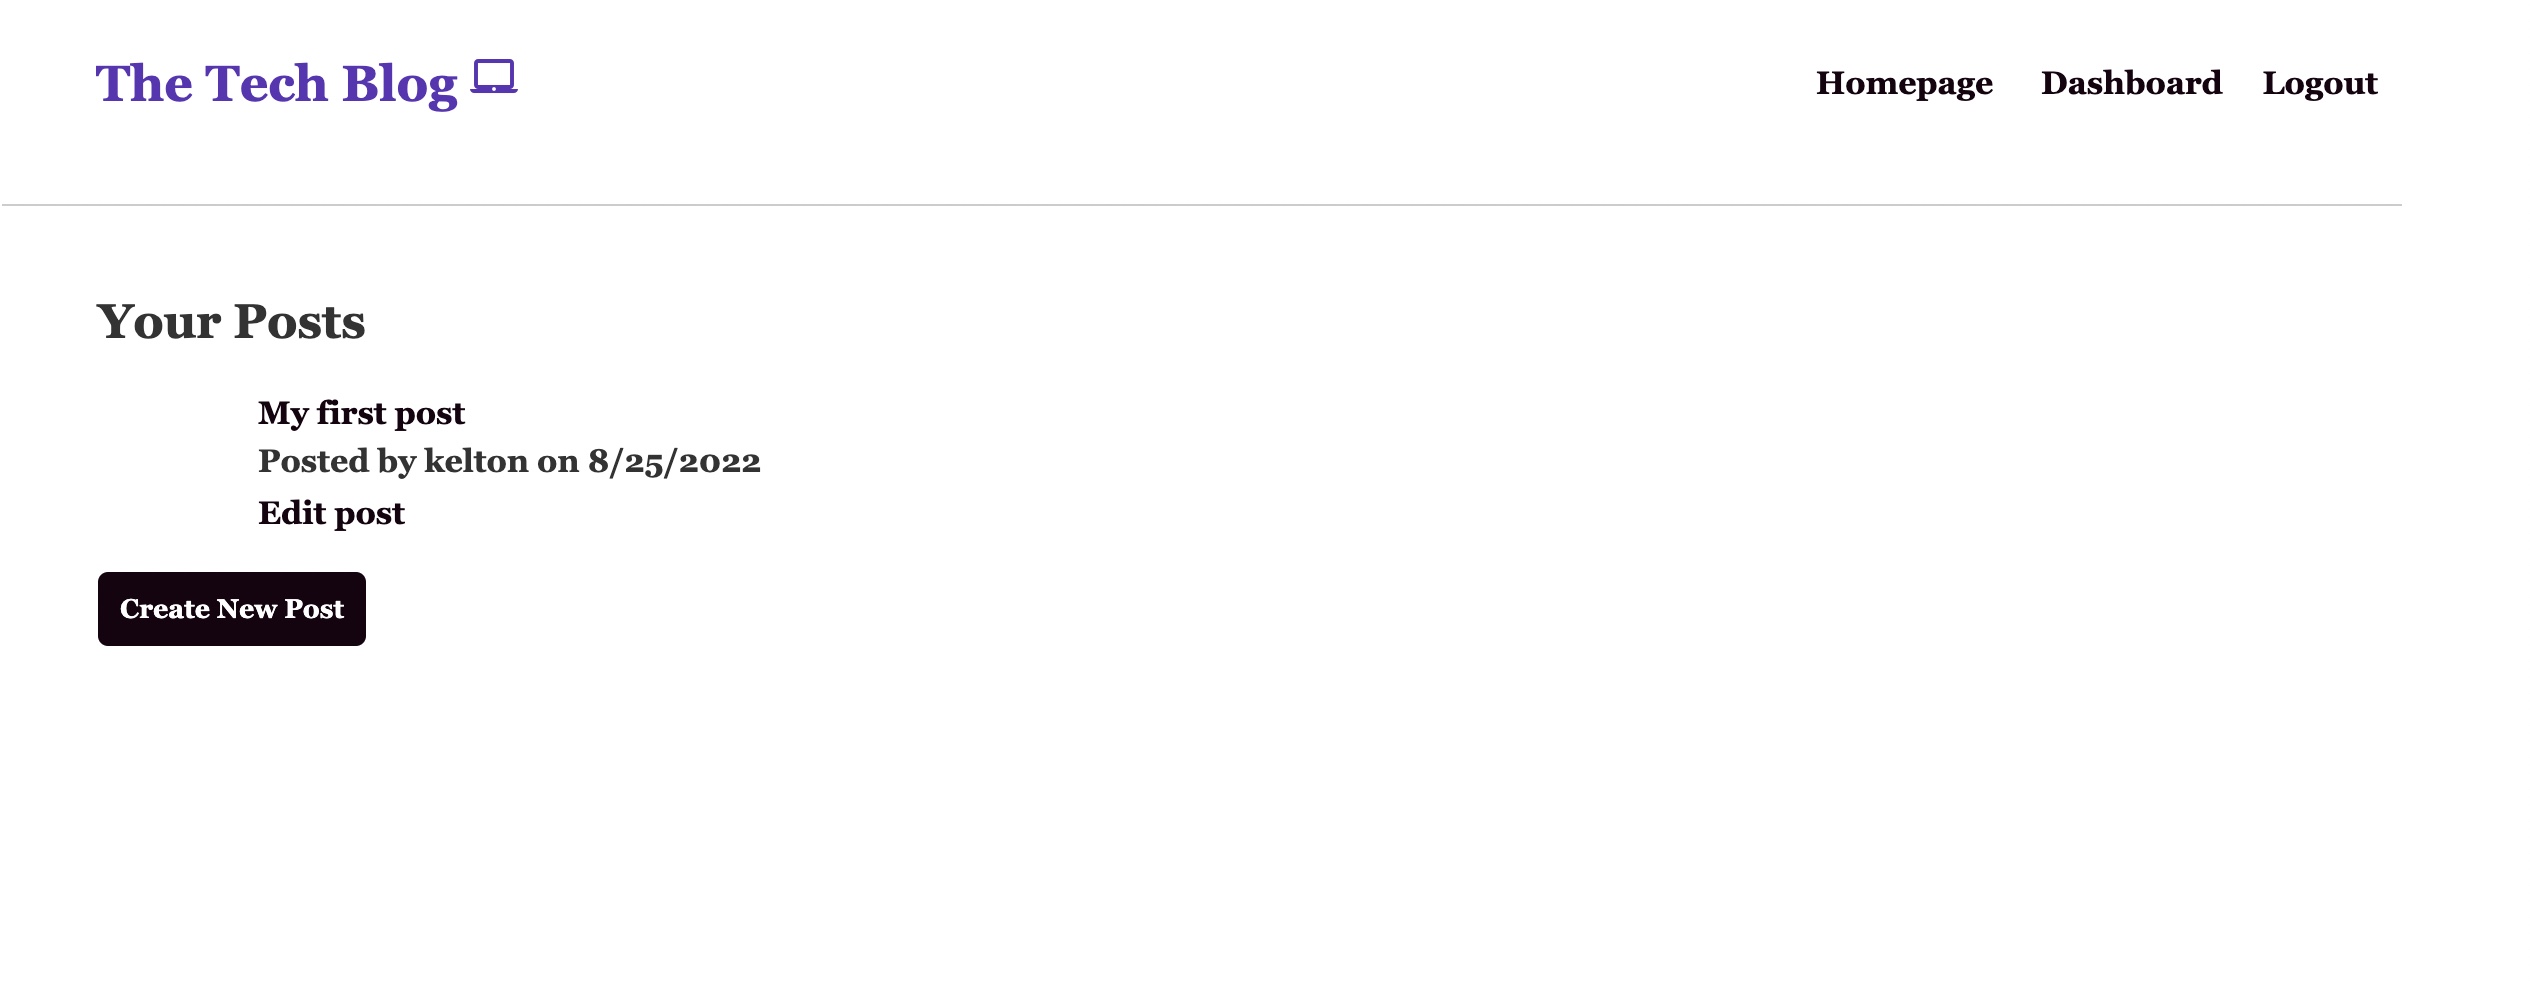 The Tech Blog
Homepage Dashboard Logout
Your Posts
My first post
Posted by kelton on 8/25/2022
Edit post
Create New Post